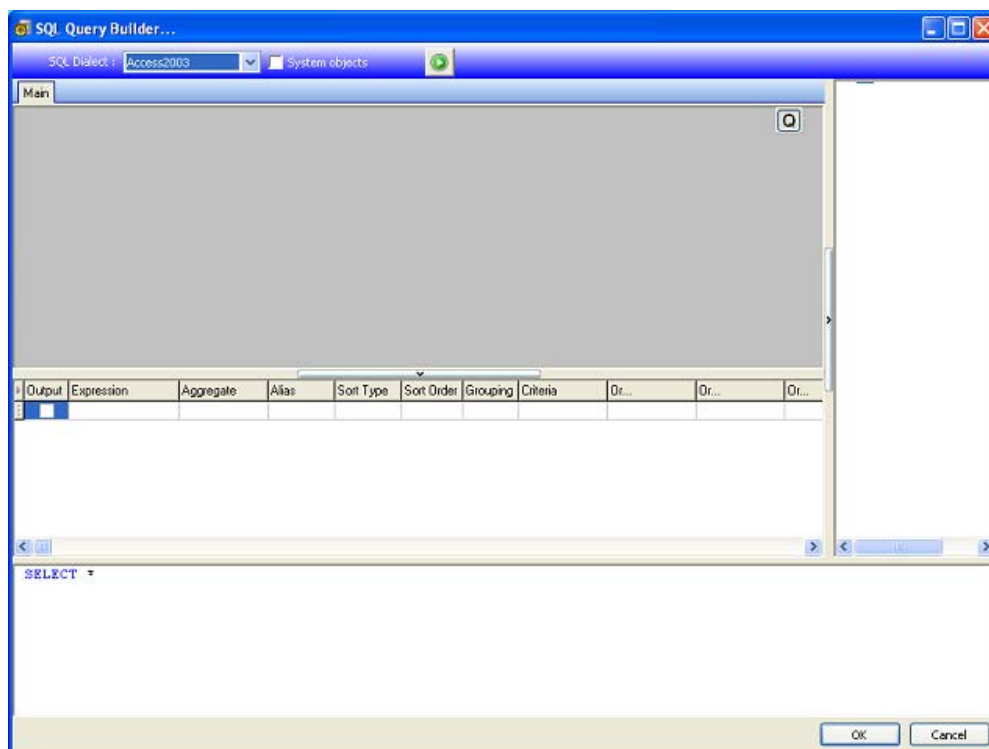 SQL Query Builder...
SQL Dialect : Access2003 System objects
Main
Q
Output Expression Aggregate Alias Sort Type Sort Order Grouping Criteria Or... Or... Or...
SELECT *
OK Cancel